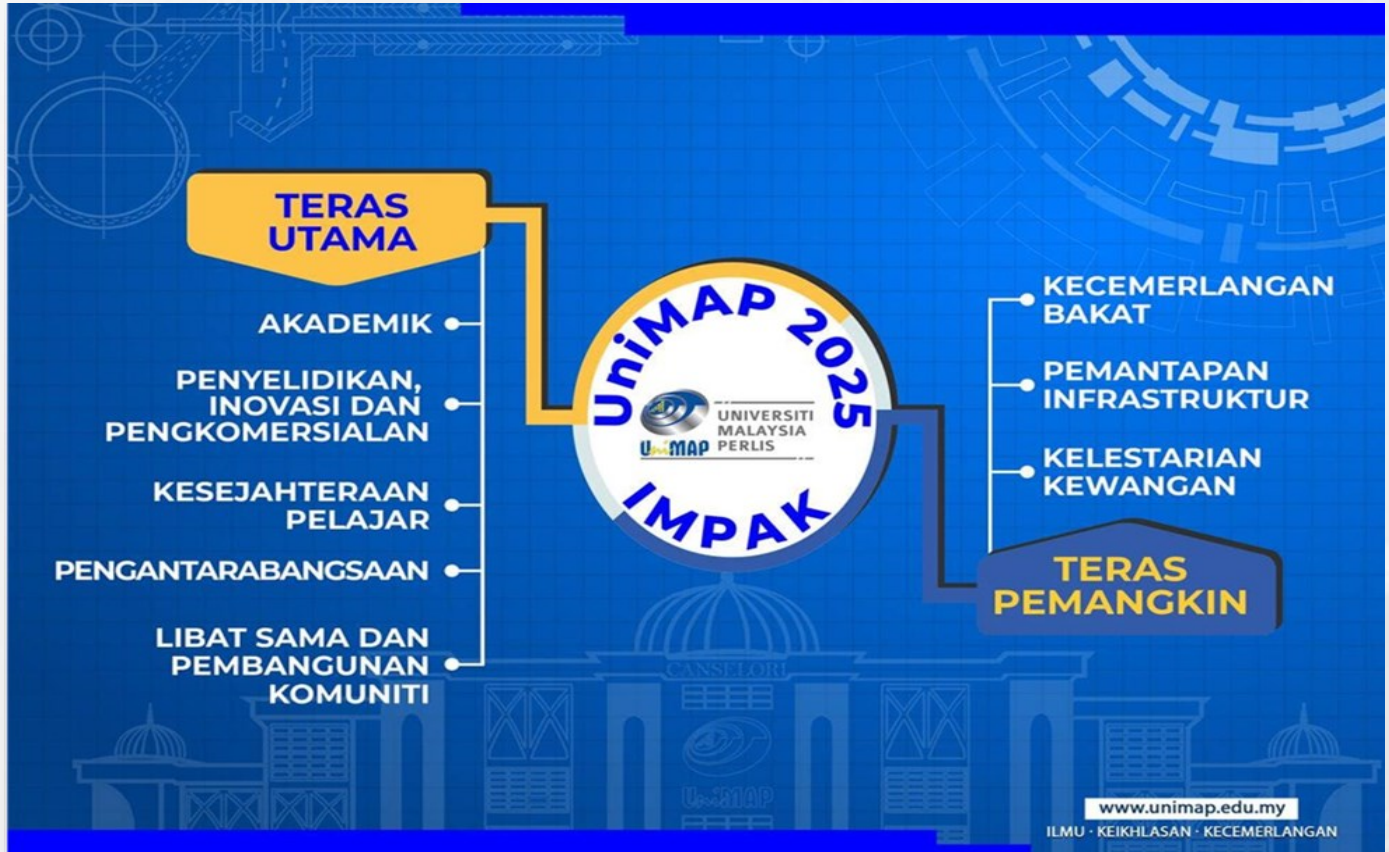 TERAS
UTAMA
AKADEMIK
PENYELIDIKAN,
INOVASI DAN
PENGKOMERSIALAN
KESEJAHTERAAN
PELAJAR
PENGANTARABANGSAAN
LIBAT SAMA DAN
PEMBANGUNAN
KOMUNITI
UniMAP 2025
UNIVERSITI
MALAYSIA
PERLIS
UniMAP
IMPAK
KECEMERLANGAN
BAKAT
PEMANTAPAN
INFRASTRUKTUR
KELESTARIAN
KEWANGAN
TERAS
PEMANGKIN
CANSELORI
UniMAP
www.unimap.edu.my
ILMU · KEIKHLASAN · KECEMERLANGAN